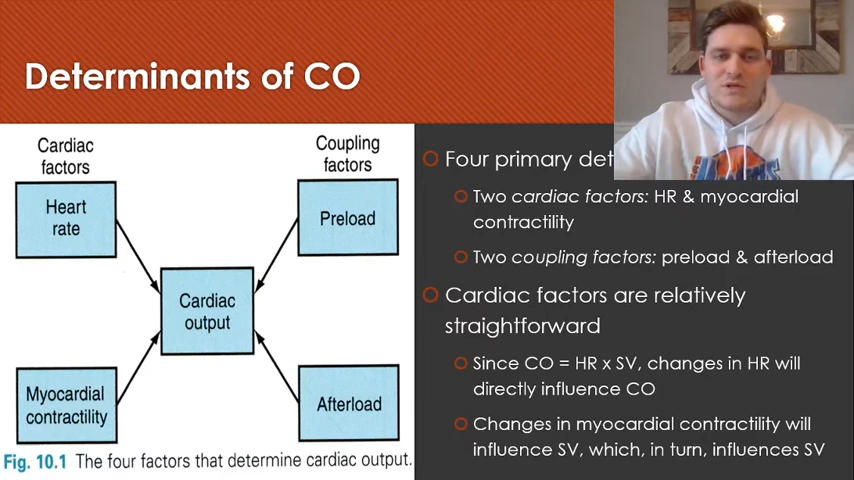 Determinants of CO
Cardiac
factors
Coupling
factors
Heart
rate
Preload
Cardiac
output
Myocardial
contractility
Afterload
Fig. 10.1 The four factors that determine cardiac output.
Four primary
Two cardiac factors: HR & myocardial
contractility
Two coupling factors: preload & afterload
Cardiac factors are relatively
straightforward
Since CO = HR x SV, changes in HR will
directly influence CO
Changes in myocardial contractility will
influence SV, which, in turn, influences SV